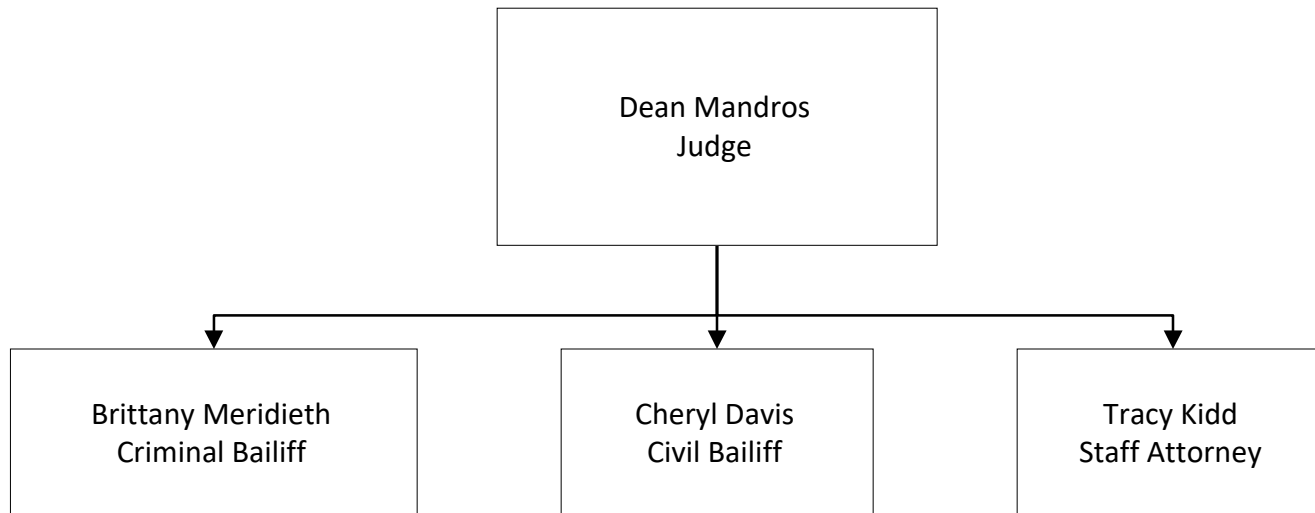 Dean Mandros
Judge
Brittany Meridieth
Criminal Bailiff
Cheryl Davis
Civil Bailiff
Tracy Kidd
Staff Attorney